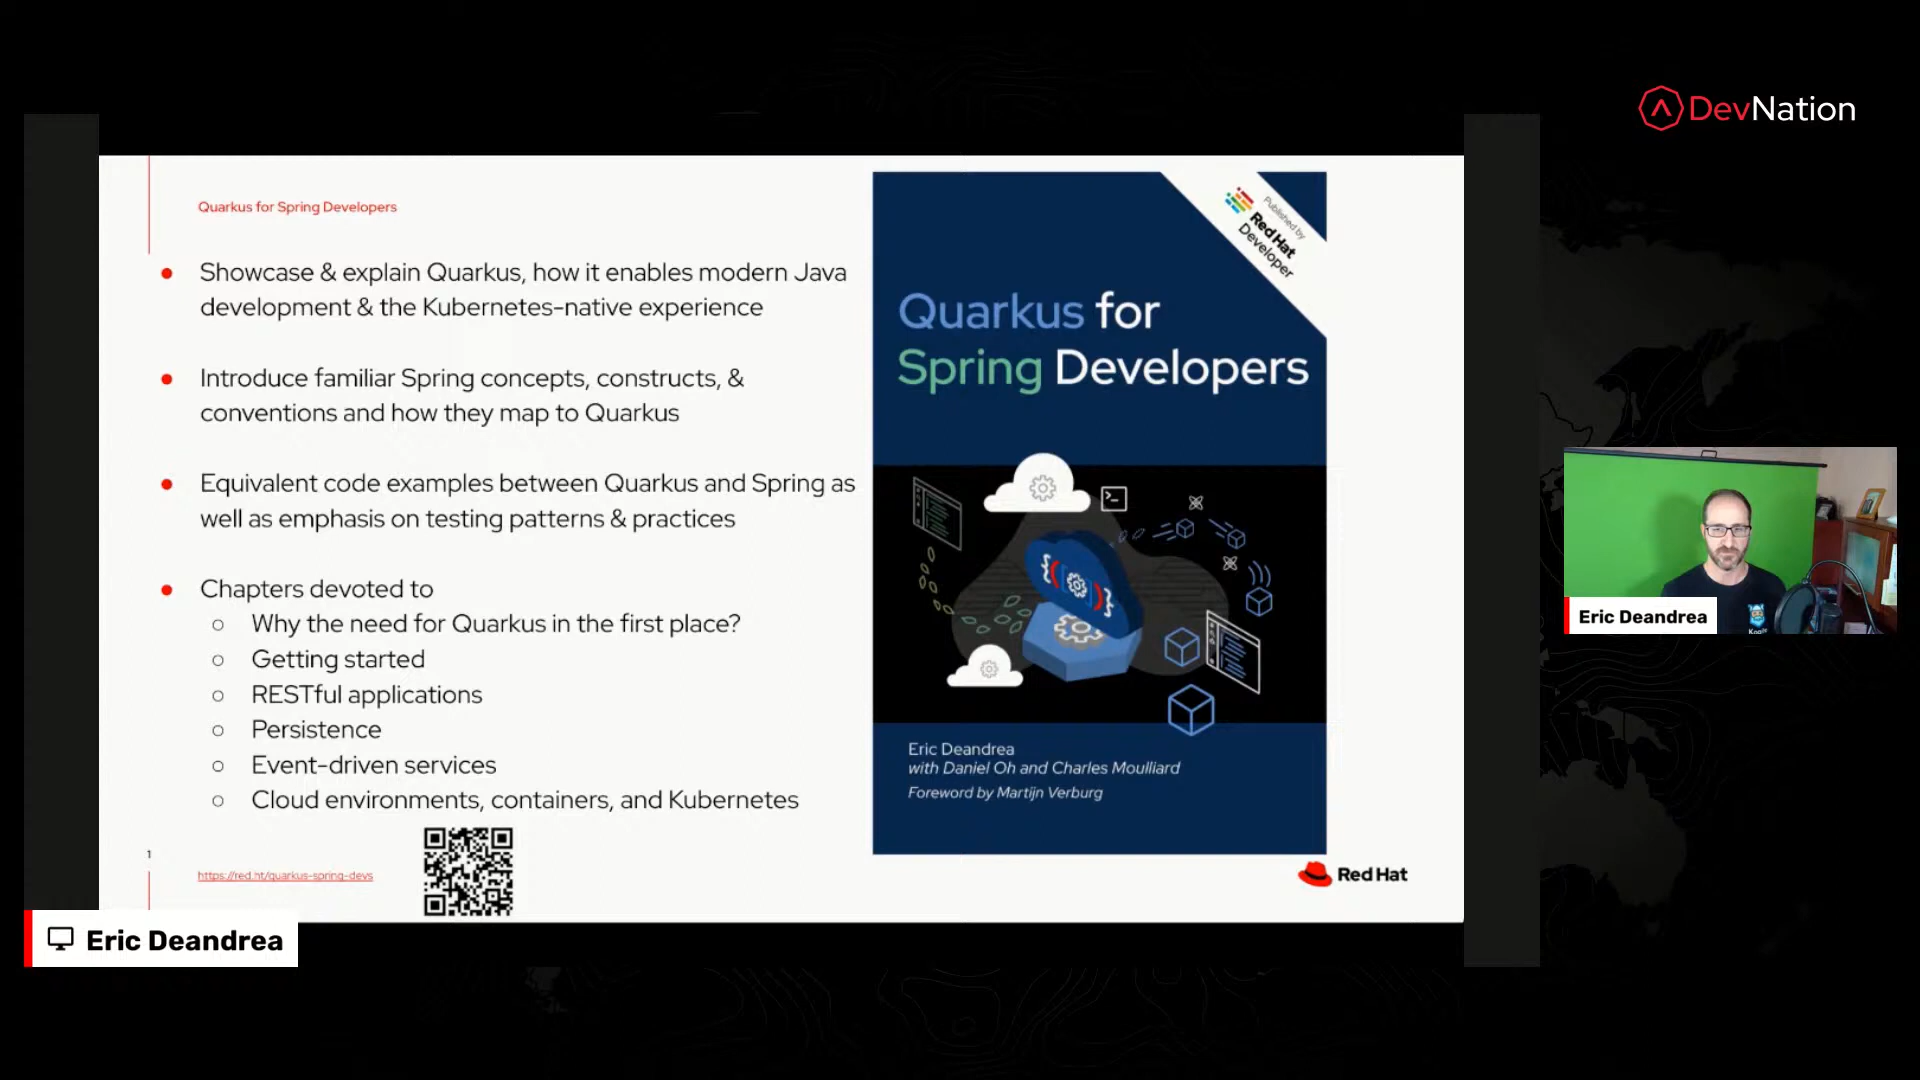 DevNation
Quarkus for Spring Developers
Showcase & explain Quarkus, how it enables modern Java
development & the Kubernetes-native experience
Introduce familiar Spring concepts, constructs, &
conventions and how they map to Quarkus
Equivalent code examples between Quarkus and Spring as
well as emphasis on testing patterns & practices
Chapters devoted to
Why the need for Quarkus in the first place?
Getting started
RESTful applications
Persistence
Event-driven services
Cloud environments, containers, and Kubernetes
1
https://red.ht/quarkus-spring-devs
Published by
Red Hat
Developer
Quarkus for
Spring Developers
Eric Deandrea
with Daniel Oh and Charles Moulliard
Foreword by Martijn Verburg
Red Hat
Eric Deandrea
Eric Deandrea